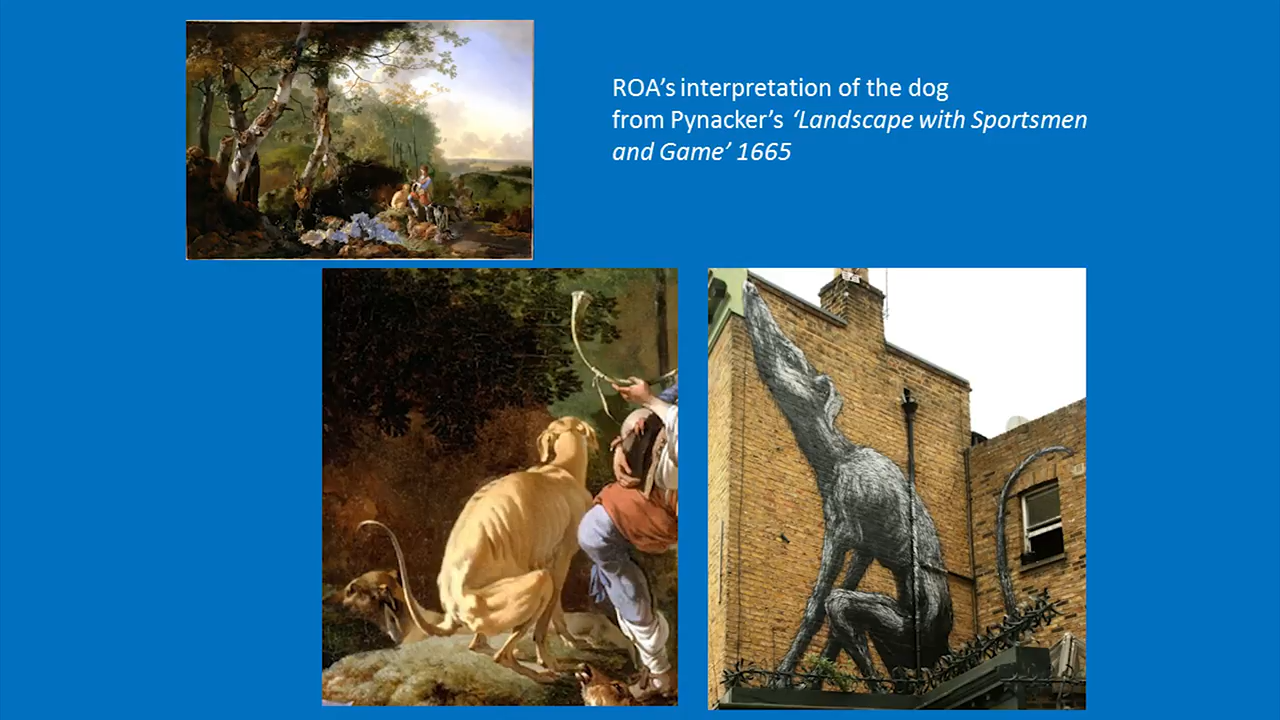 ROA's interpretation of the dog
from Pynacker's ‘Landscape with Sportsmen
and Game’ 1665